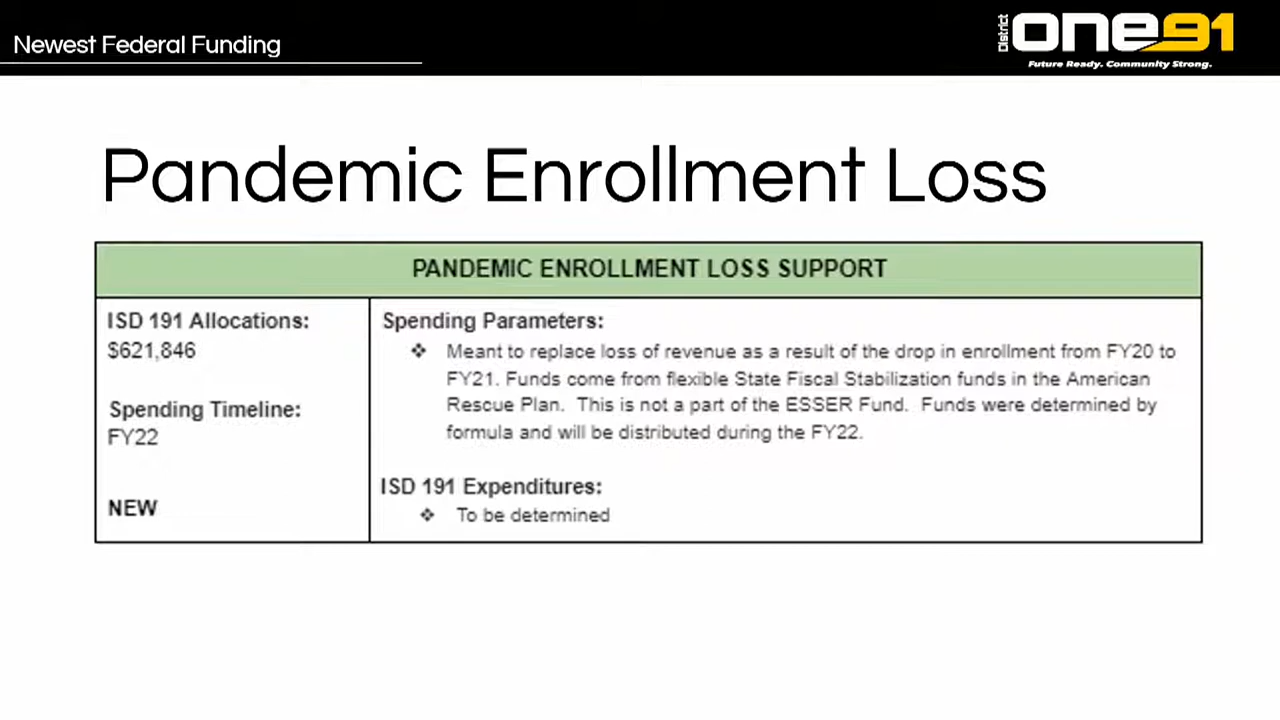 Newest Federal Funding
District one91
Future Ready. Community Strong.
Pandemic Enrollment Loss
PANDEMIC ENROLLMENT LOSS SUPPORT
ISD 191 Allocations:
$621,846
Spending Timeline:
FY22
NEW
Spending Parameters:
❖ Meant to replace loss of revenue as a result of the drop in enrollment from FY20 to
FY21. Funds come from flexible State Fiscal Stabilization funds in the American
Rescue Plan. This is not a part of the ESSER Fund. Funds were determined by
formula and will be distributed during the FY22.
ISD 191 Expenditures:
❖ To be determined